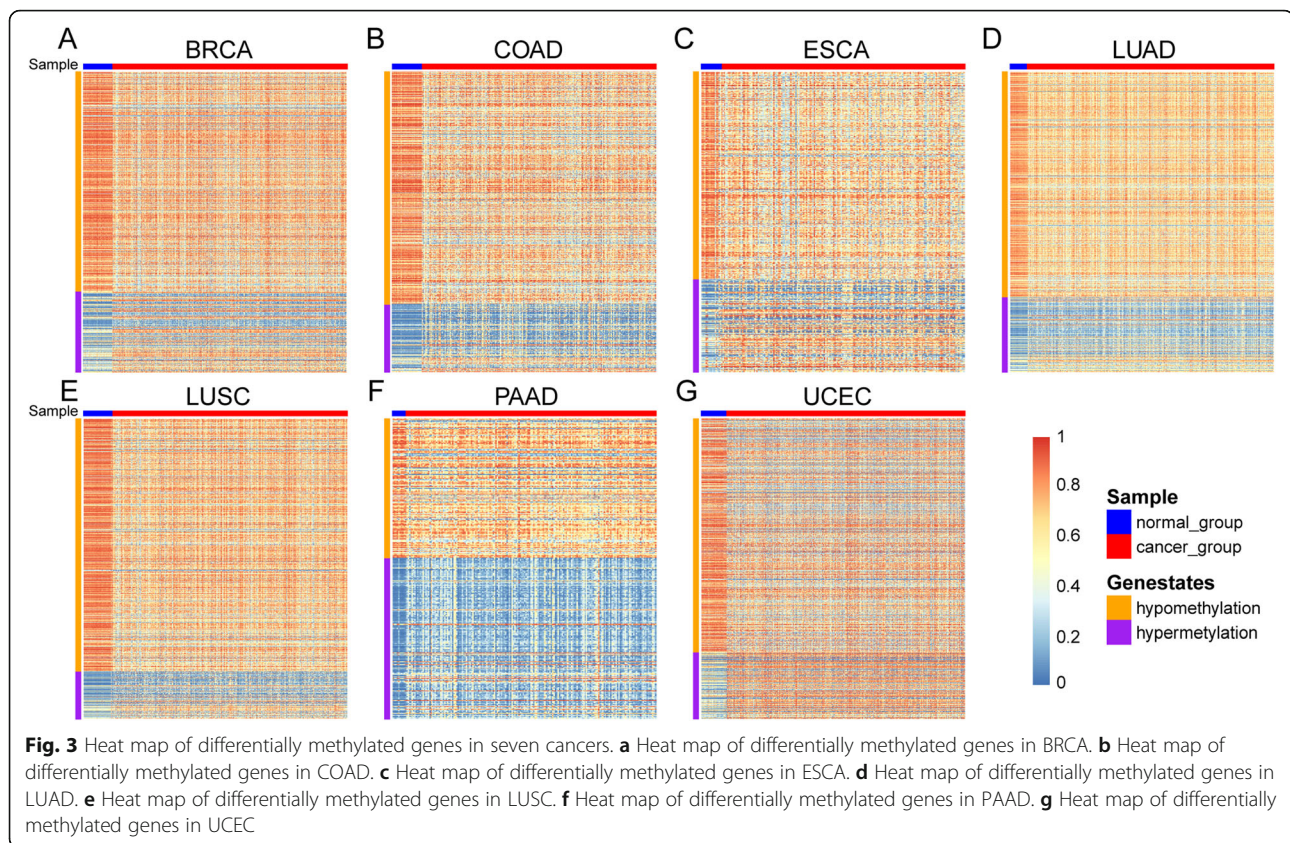 A
BRCA
B
COAD
C
ESCA
D
LUAD
Sample
E
LUSC
F
PAAD
G
UCEC
Sample
1
0.8
0.6
0.4
0.2
0
Sample
normal_group
cancer_group
Genestates
hypomethylation
hypermetylation
Fig. 3 Heat map of differentially methylated genes in seven cancers. a Heat map of differentially methylated genes in BRCA. b Heat map of
differentially methylated genes in COAD. c Heat map of differentially methylated genes in ESCA. d Heat map of differentially methylated genes in
LUAD. e Heat map of differentially methylated genes in LUSC. f Heat map of differentially methylated genes in PAAD. g Heat map of differentially
methylated genes in UCEC